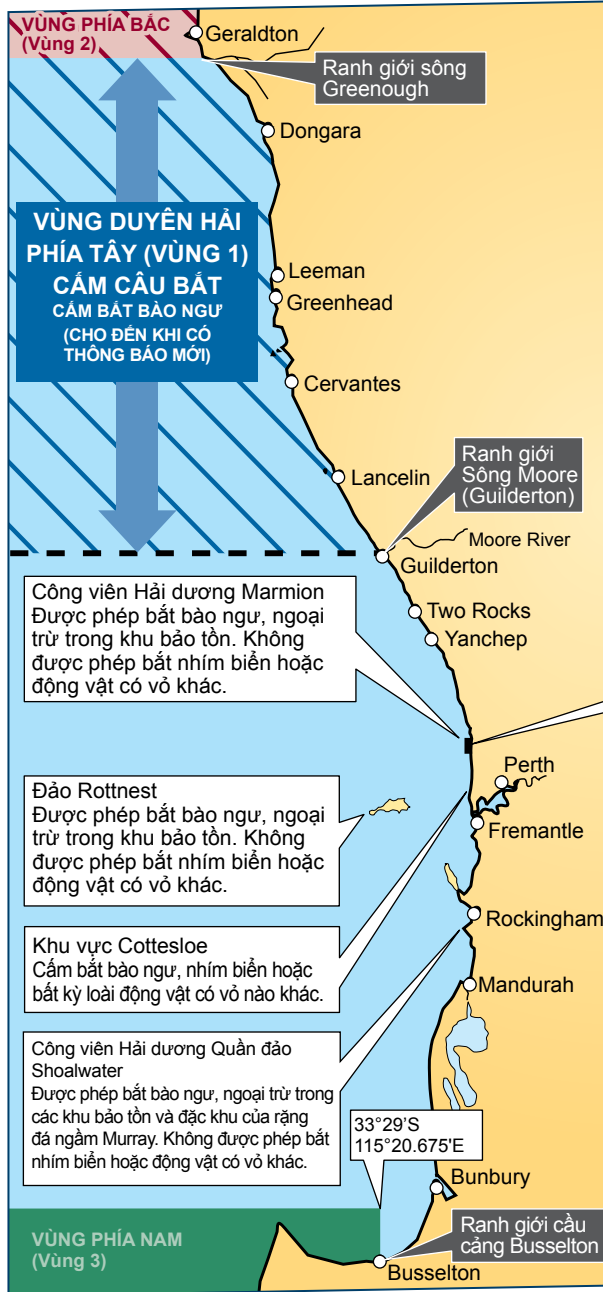 VÙNG PHÍA BẮC
(Vùng 2)
Geraldton
Ranh giới sông
Greenough
Dongara
VÙNG DUYÊN HẢI
PHÍA TÂY (VÙNG 1)
CẤM CÂU BẮT
CẤM BẮT BÀO NGƯ
(CHO ĐẾN KHI CÓ
THÔNG BÁO MỚI)
Leeman
Greenhead
Cervantes
Lancelin
Ranh giới
Sông Moore
(Guilderton)
Moore River
Guilderton
Công viên Hải dương Marmion
Được phép bắt bào ngư, ngoại
trừ trong khu bảo tồn. Không
được phép bắt nhím biển hoặc
động vật có vỏ khác.
Two Rocks
Yanchep
Perth
Fremantle
Đảo Rottnest
Được phép bắt bào ngư, ngoại
trừ trong khu bảo tồn. Không
được phép bắt nhím biển hoặc
động vật có vỏ khác.
Rockingham
Khu vực Cottesloe
Cấm bắt bào ngư, nhím biển hoặc
bất kỳ loài động vật có vỏ nào khác.
Mandurah
Công viên Hải dương Quần đảo
Shoalwater
Được phép bắt bào ngư, ngoại trừ trong
các khu bảo tồn và đặc khu của rặng
đá ngầm Murray. Không được phép bắt
nhím biển hoặc động vật có vỏ khác.
33°29'S
115°20.675'E
Bunbury
VÙNG PHÍA NAM
(Vùng 3)
Ranh giới cầu
cảng Busselton
Busselton